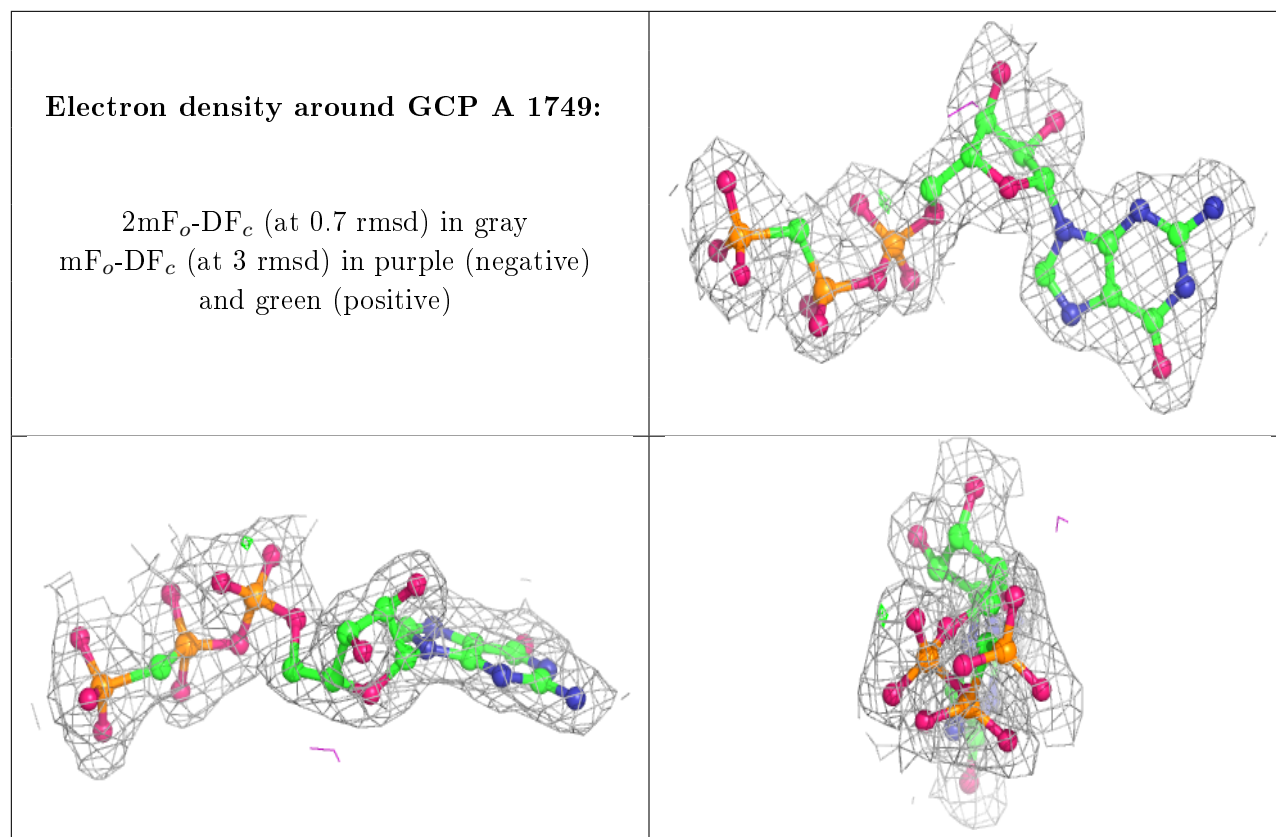 Electron density around GCP A 1749:
2mFₒ-DF𝒸 (at 0.7 rmsd) in gray
mFₒ-DF𝒸 (at 3 rmsd) in purple (negative)
and green (positive)